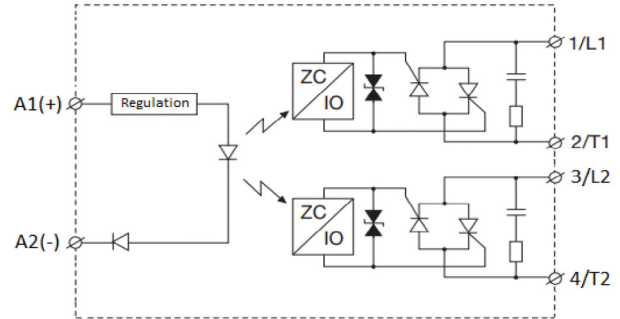 1/L1
ZC
IO
A1(+)
Regulation
2/T1
3/L2
ZC
IO
A2(-)
4/T2